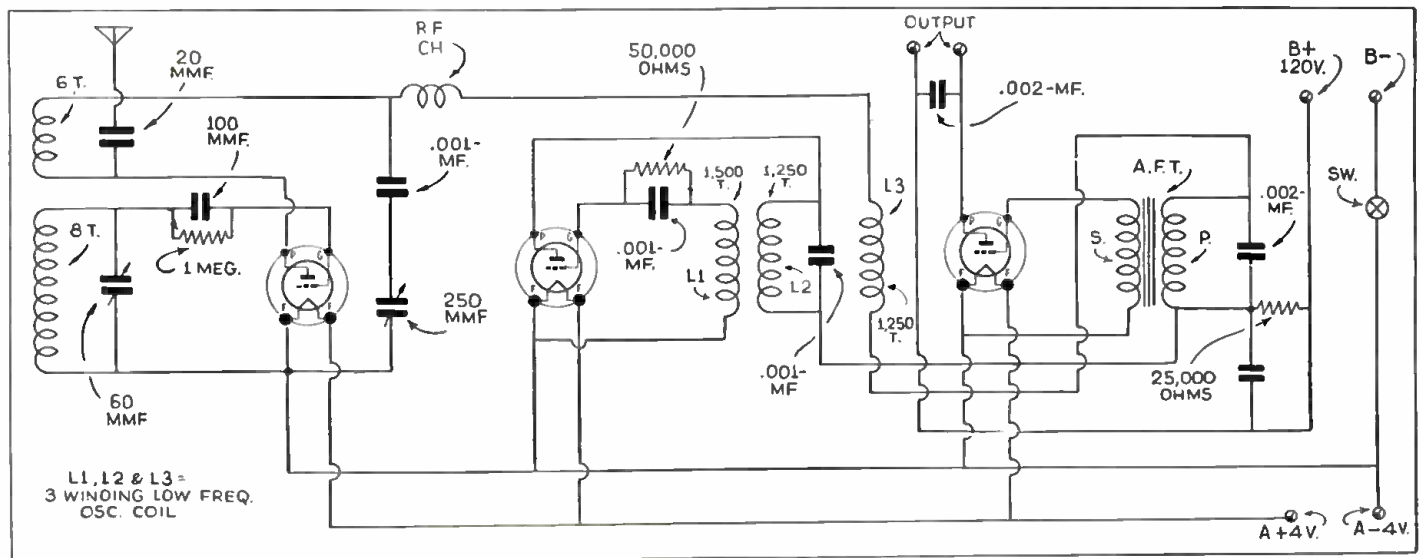 6 T.
20
MMF.
R F
CH
50,000
OHMS
OUTPUT
.002-MF.
B+
120V.
B-
100
MMF.
.001-
MF.
1,500
T.
1,250
T.
L3
A.F.T.
.002-
MF.
SW.
8 T.
1 MEG.
P
G
F
F
250
MMF
P
G
F
F
.001-
MF.
L1
L2
1,250
T.
P
G
F
F
S.
P.
60
MMF
.001-
MF
25,000
OHMS
L1, L2 & L3=
3 WINDING LOW FREQ.
OSC. COIL
A+4V.
A-4V.